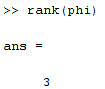 >> rank(phi)
ans =
3